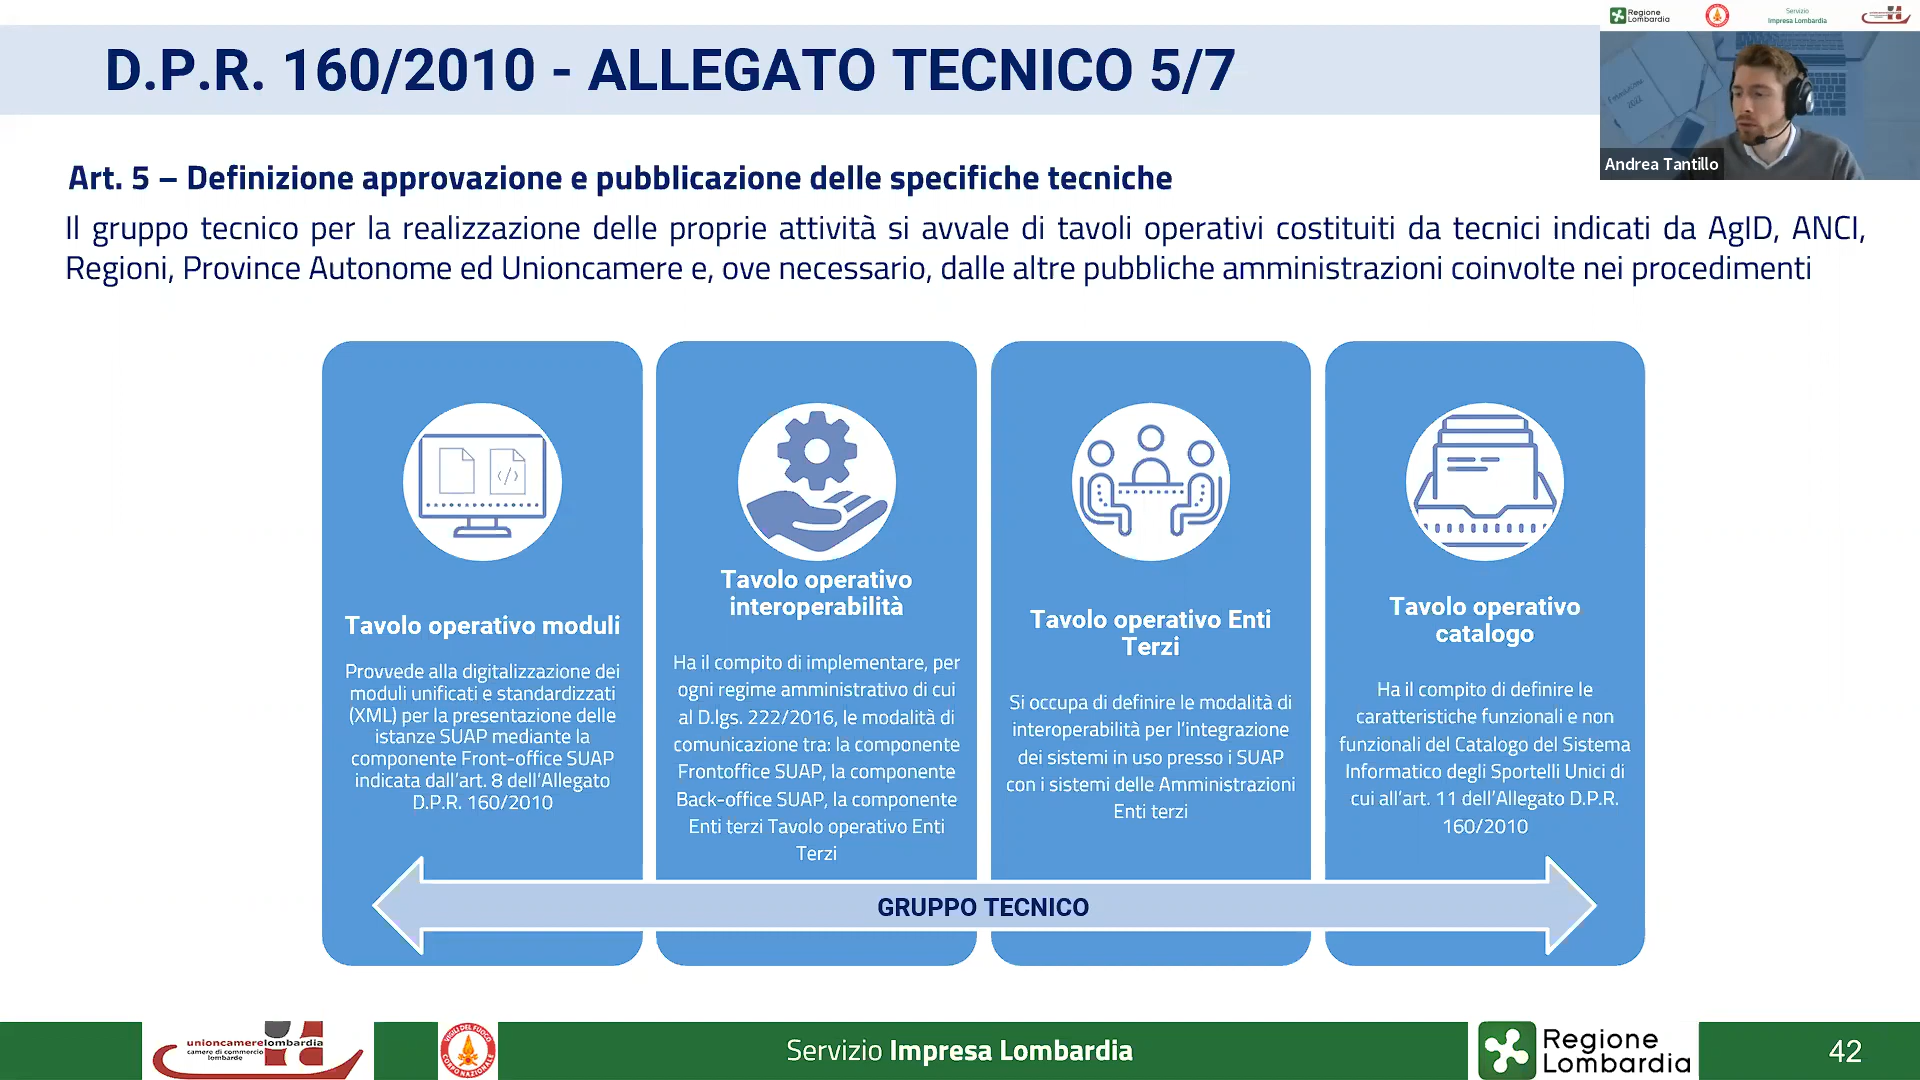 D.P.R. 160/2010 - ALLEGATO TECNICO 5/7
Regione
Lombardia
Servizio
Impresa Lombardia
Andrea Tantillo
Art. 5 – Definizione approvazione e pubblicazione delle specifiche tecniche
Il gruppo tecnico per la realizzazione delle proprie attività si avvale di tavoli operativi costituiti da tecnici indicati da AgID, ANCI,
Regioni, Province Autonome ed Unioncamere e, ove necessario, dalle altre pubbliche amministrazioni coinvolte nei procedimenti
Tavolo operativo moduli
Provvede alla digitalizzazione dei
moduli unificati e standardizzati
(XML) per la presentazione delle
istanze SUAP mediante la
componente Front-office SUAP
indicata dall'art. 8 dell'Allegato
D.P.R. 160/2010
Tavolo operativo
interoperabilità
Ha il compito di implementare, per
ogni regime amministrativo di cui
al D.lgs. 222/2016, le modalità di
comunicazione tra: la componente
Frontoffice SUAP, la componente
Back-office SUAP, la componente
Enti terzi Tavolo operativo Enti
Terzi
Tavolo operativo Enti
Terzi
Si occupa di definire le modalità di
interoperabilità per l'integrazione
dei sistemi in uso presso i SUAP
con i sistemi delle Amministrazioni
Enti terzi
Tavolo operativo
catalogo
Ha il compito di definire le
caratteristiche funzionali e non
funzionali del Catalogo del Sistema
Informatico degli Sportelli Unici di
cui all'art. 11 dell'Allegato D.P.R.
160/2010
GRUPPO TECNICO
unioncamerelombardia
camere di commercio
lombarde
Servizio Impresa Lombardia
Regione
Lombardia
42